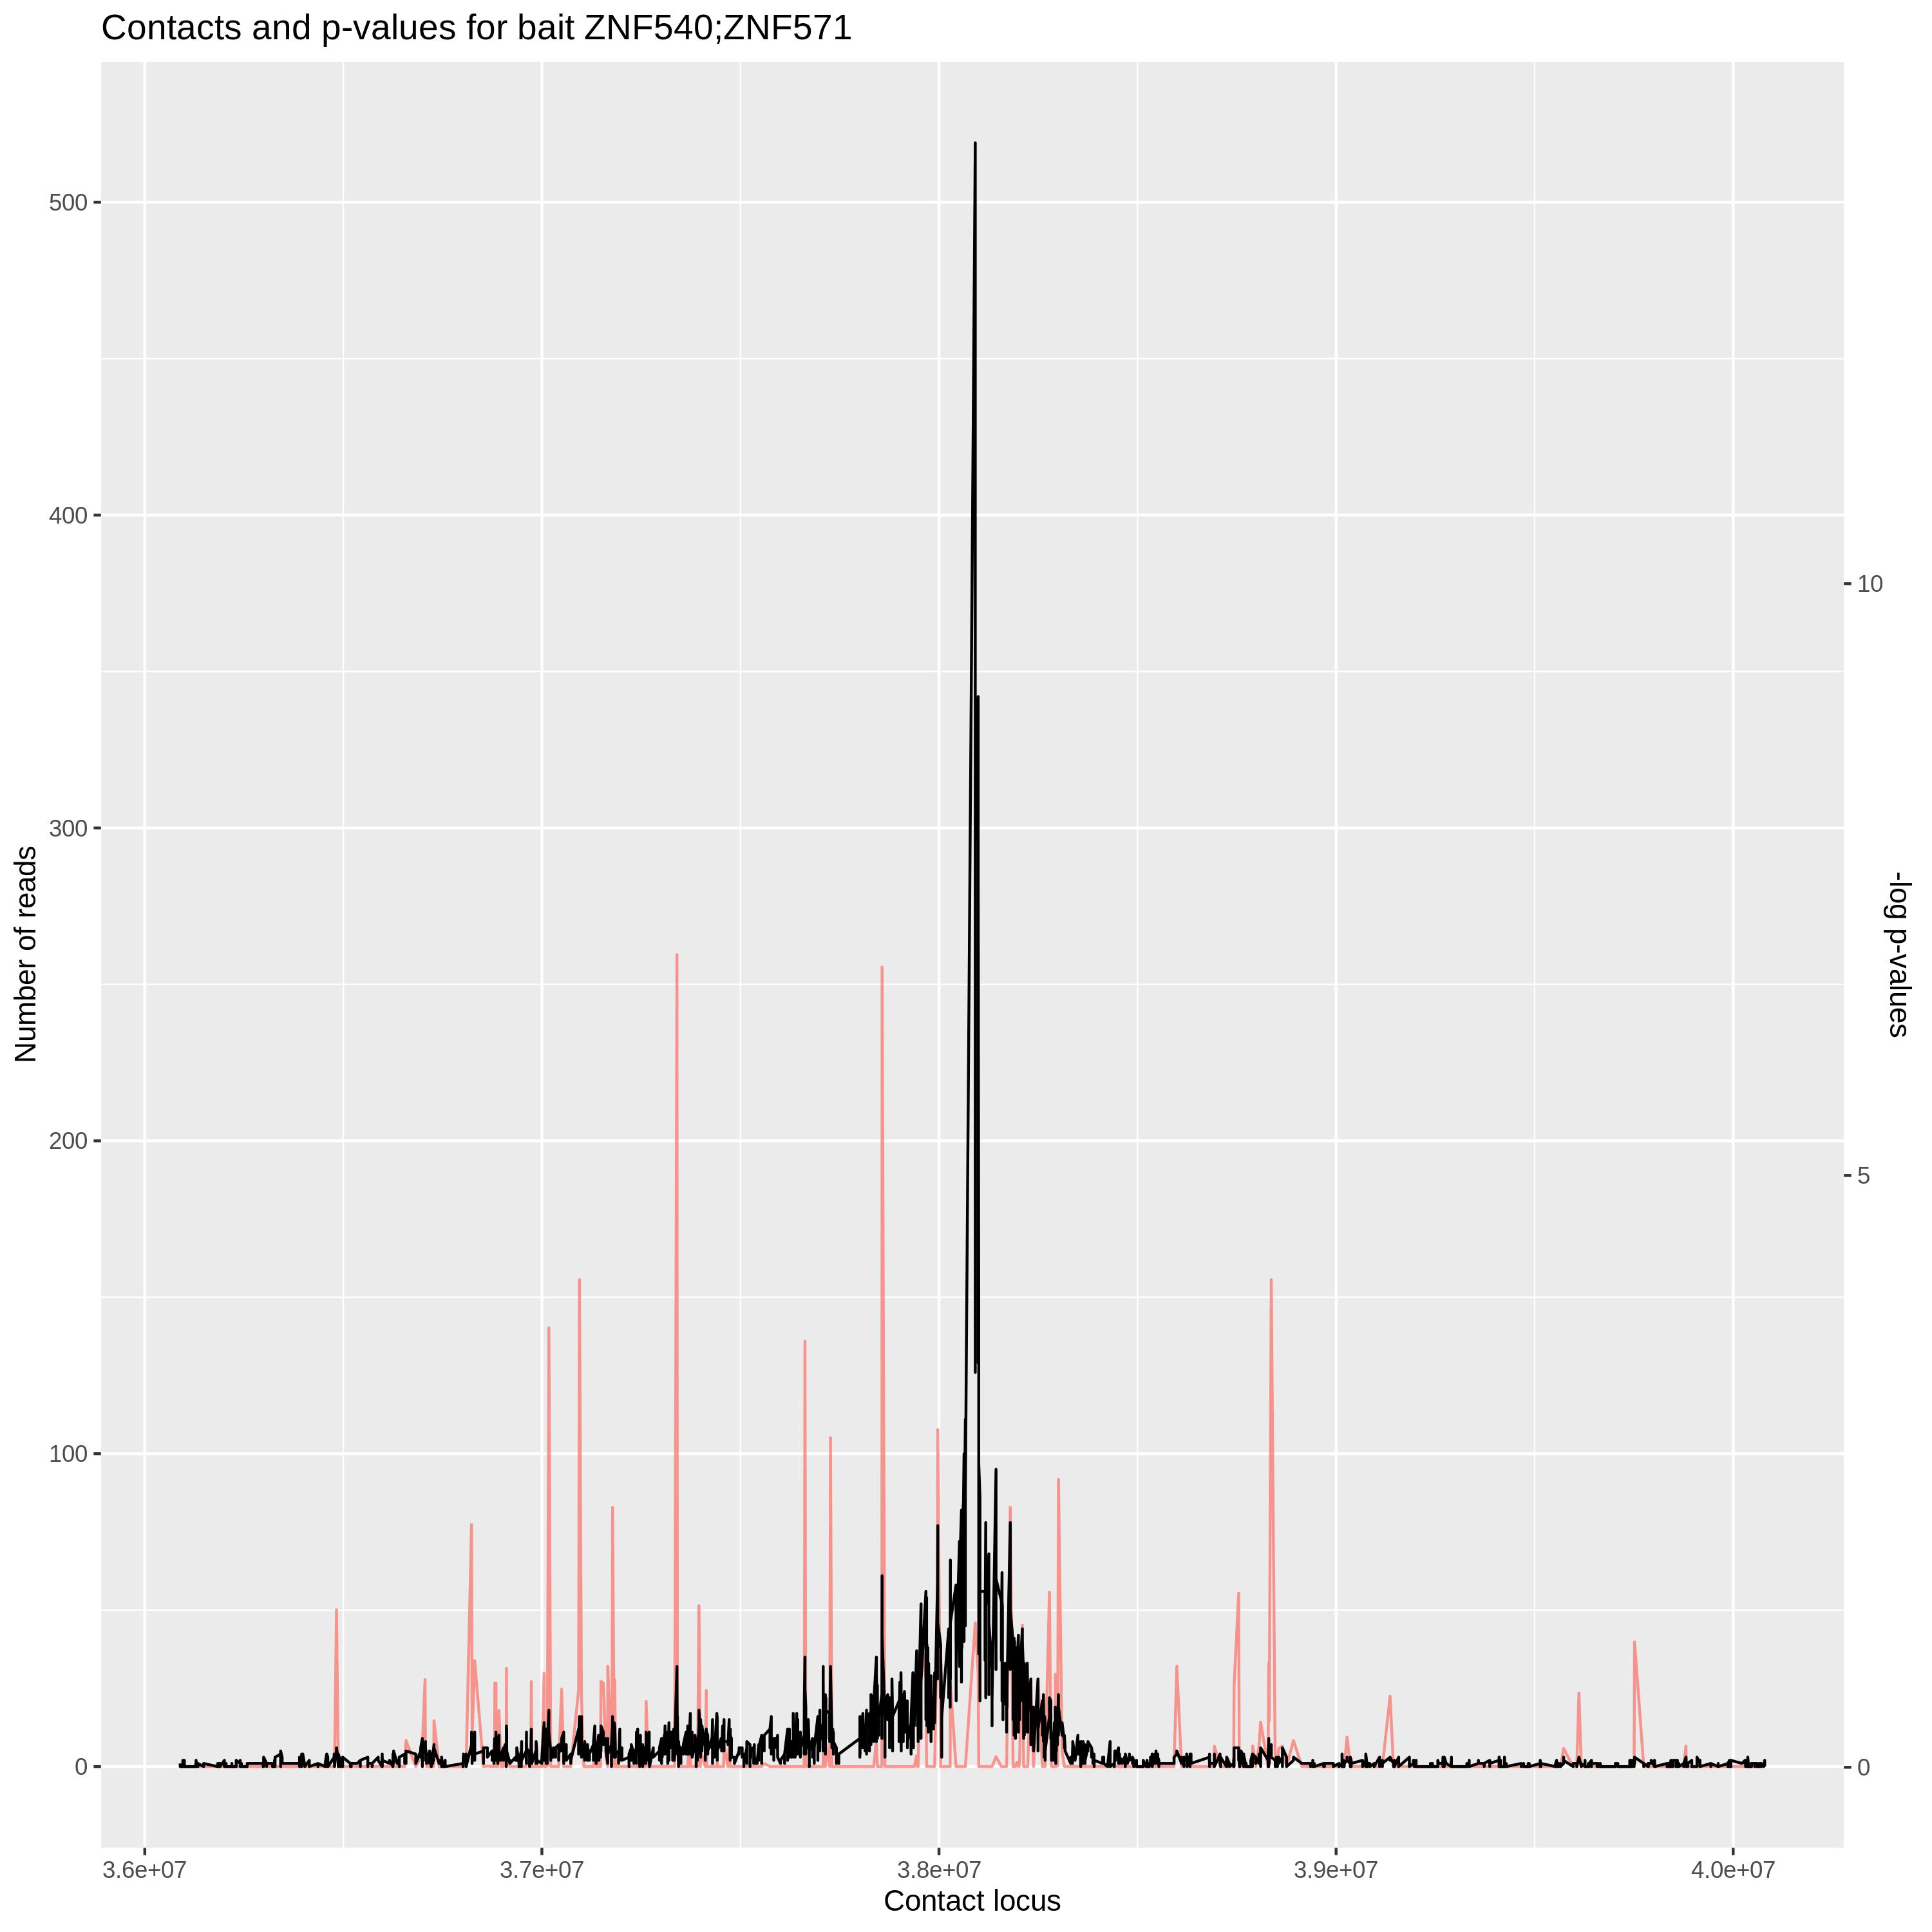 Contacts and p-values for bait ZNF540;ZNF571
500
400
300
200
100
0
Number of reads
10
5
0
-log p-values
3.6e+07
3.7e+07
3.8e+07
3.9e+07
4.0e+07
Contact locus